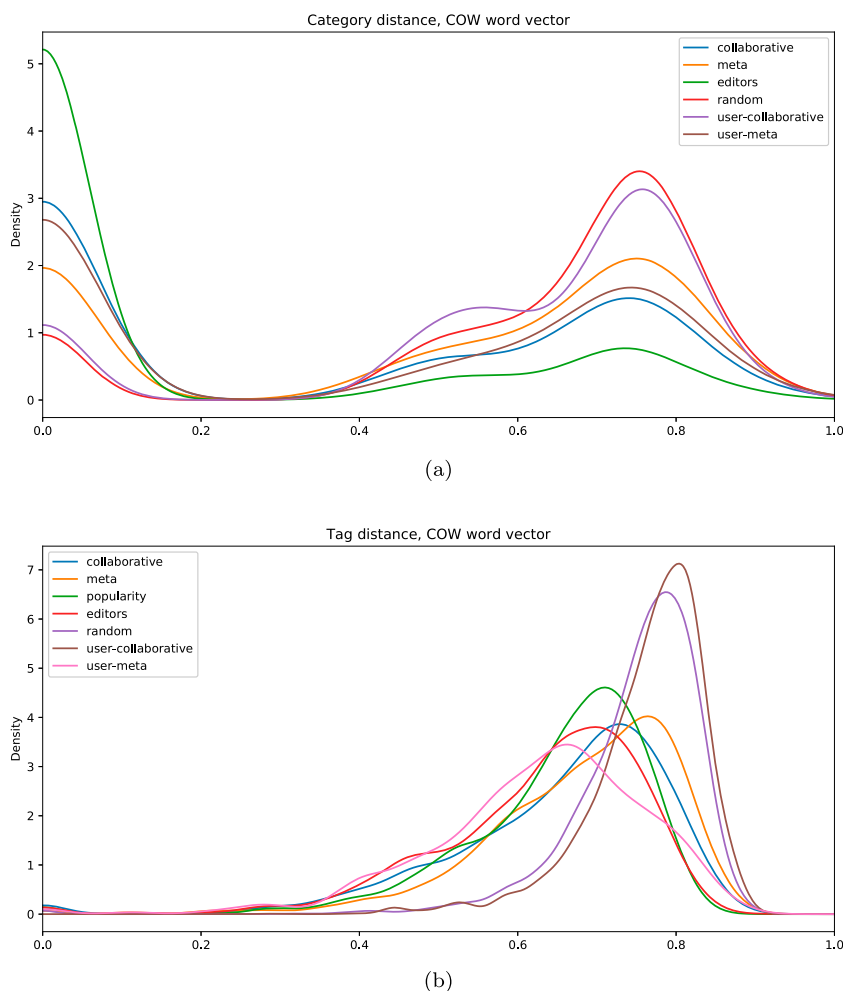 Category distance, COW word vector
collaborative
meta
editors
random
user-collaborative
user-meta
Density
5
4
3
2
1
0
0.0 0.2 0.4 0.6 0.8 1.0
(a)
Tag distance, COW word vector
collaborative
meta
popularity
editors
random
user-collaborative
user-meta
Density
7
6
5
4
3
2
1
0
0.0 0.2 0.4 0.6 0.8 1.0
(b)